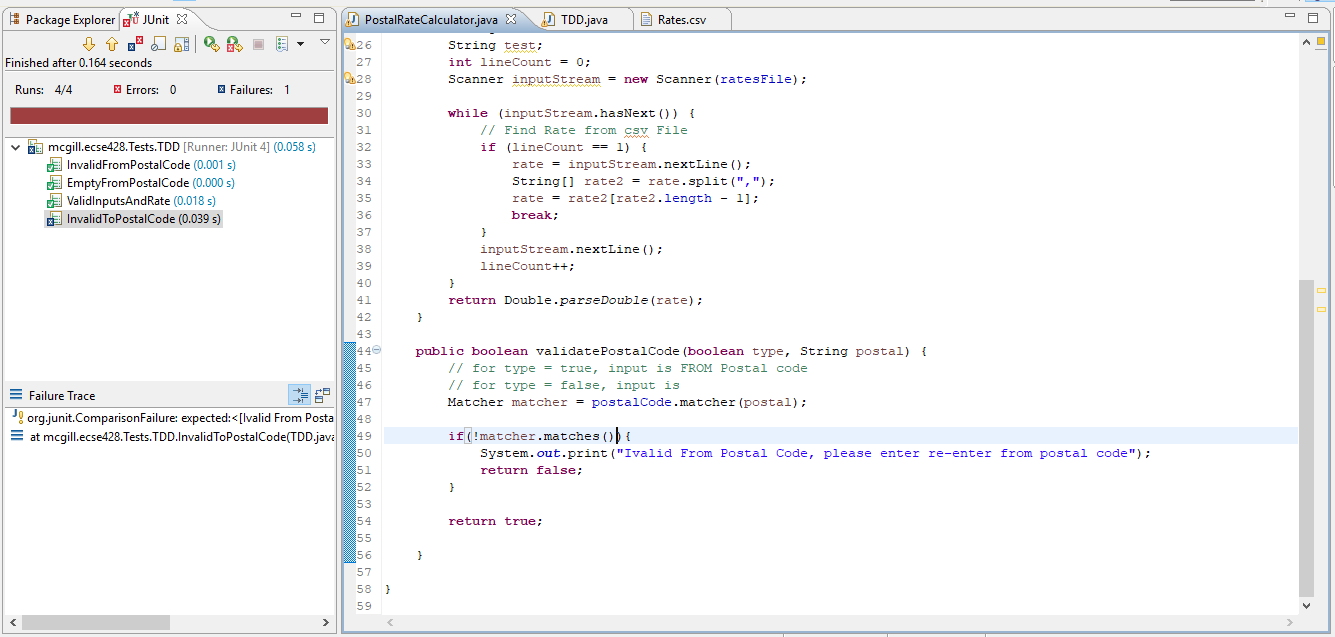 Package Explorer JUnit
Finished after 0.164 seconds
Runs: 4/4 Errors: 0 Failures: 1
mcgill.ecse428.Tests.TDD [Runner: JUnit 4] (0.058 s)
InvalidFromPostalCode (0.001 s)
EmptyFromPostalCode (0.000 s)
ValidInputsAndRate (0.018 s)
InvalidToPostalCode (0.039 s)
Failure Trace
org.junit.ComparisonFailure: expected:<[Ivalid From Posta
at mcgill.ecse428.Tests.TDD.InvalidToPostalCode(TDD.java
PostalRateCalculator.java TDD.java Rates.csv
26 String test;
27 int lineCount = 0;
28 Scanner inputStream = new Scanner(ratesFile);
29
30 while (inputStream.hasNext()) {
31 // Find Rate from csv File
32 if (lineCount == 1) {
33 rate = inputStream.nextLine();
34 String[] rate2 = rate.split(",");
35 rate = rate2[rate2.length - 1];
36 break;
37 }
38 inputStream.nextLine();
39 lineCount++;
40 }
41 return Double.parseDouble(rate);
42 }
43
44 public boolean validatePostalCode(boolean type, String postal) {
45 // for type = true, input is FROM Postal code
46 // for type = false, input is
47 Matcher matcher = postalCode.matcher(postal);
48
49 if(!matcher.matches()){
50 System.out.print("Ivalid From Postal Code, please enter re-enter from postal code");
51 return false;
52 }
53
54 return true;
55
56 }
57
58 }
59